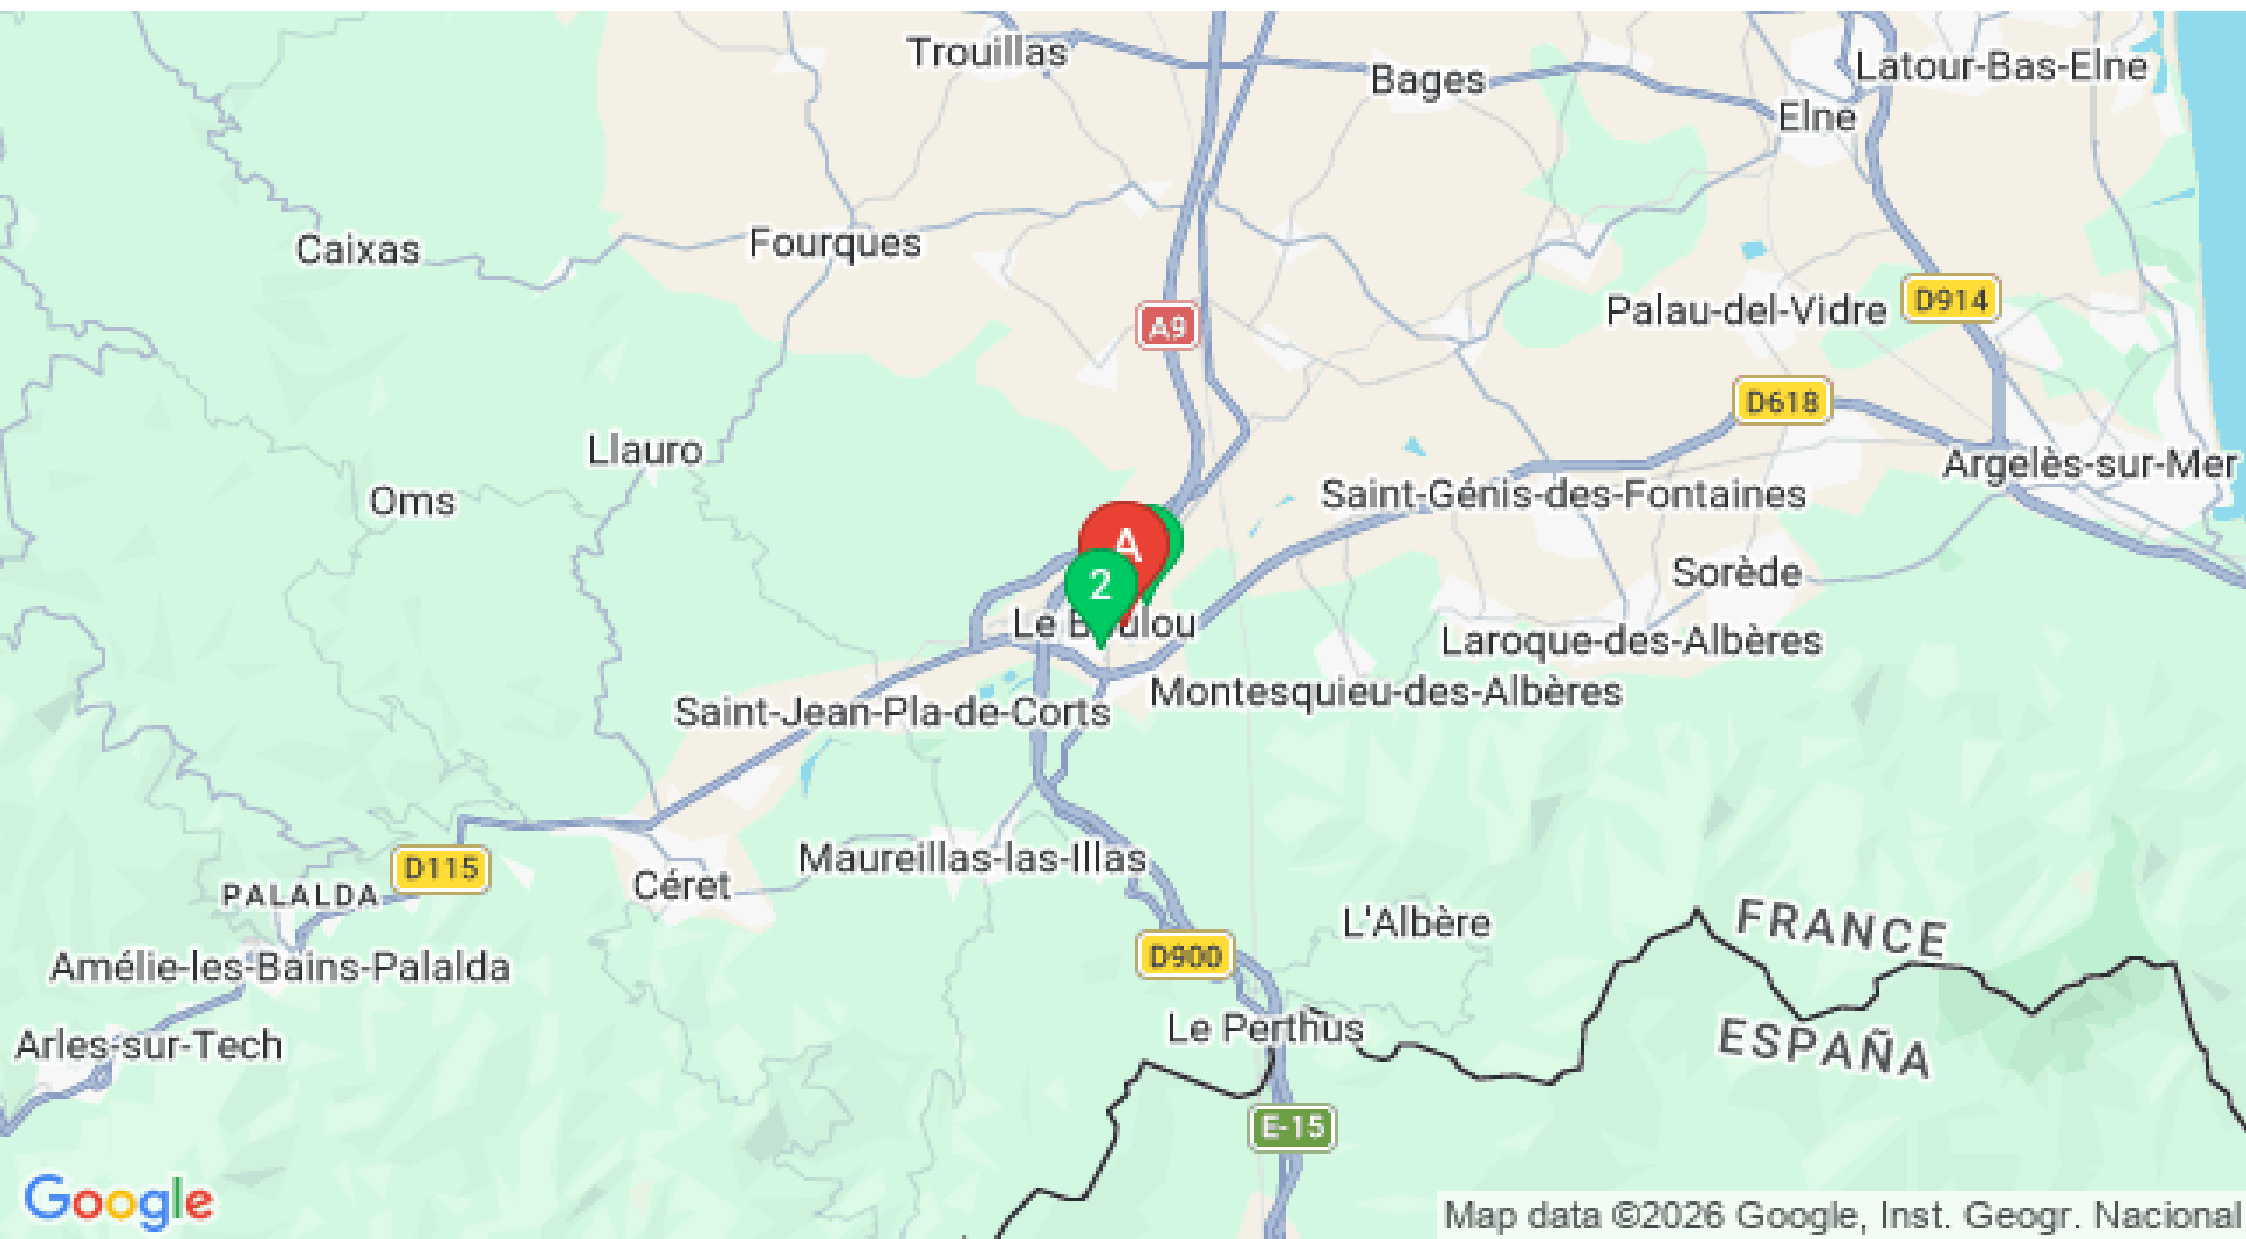 Trouillas
Bages
Latour-Bas-Elne
Elne
Caixas
Fourques
A9
Palau-del-Vidre
D914
D618
Llauro
Argelès-sur-Mer
Oms
Saint-Génis-des-Fontaines
A
2
Sorède
Le Boulou
Laroque-des-Albères
Montesquieu-des-Albères
Saint-Jean-Pla-de-Corts
D115
Maureillas-las-Illas
PALALDA
Céret
L'Albère
FRANCE
D900
Amélie-les-Bains-Palalda
Le Perthus
ESPAÑA
Arles-sur-Tech
E-15
Google
Map data ©2026 Google, Inst. Geogr. Nacional